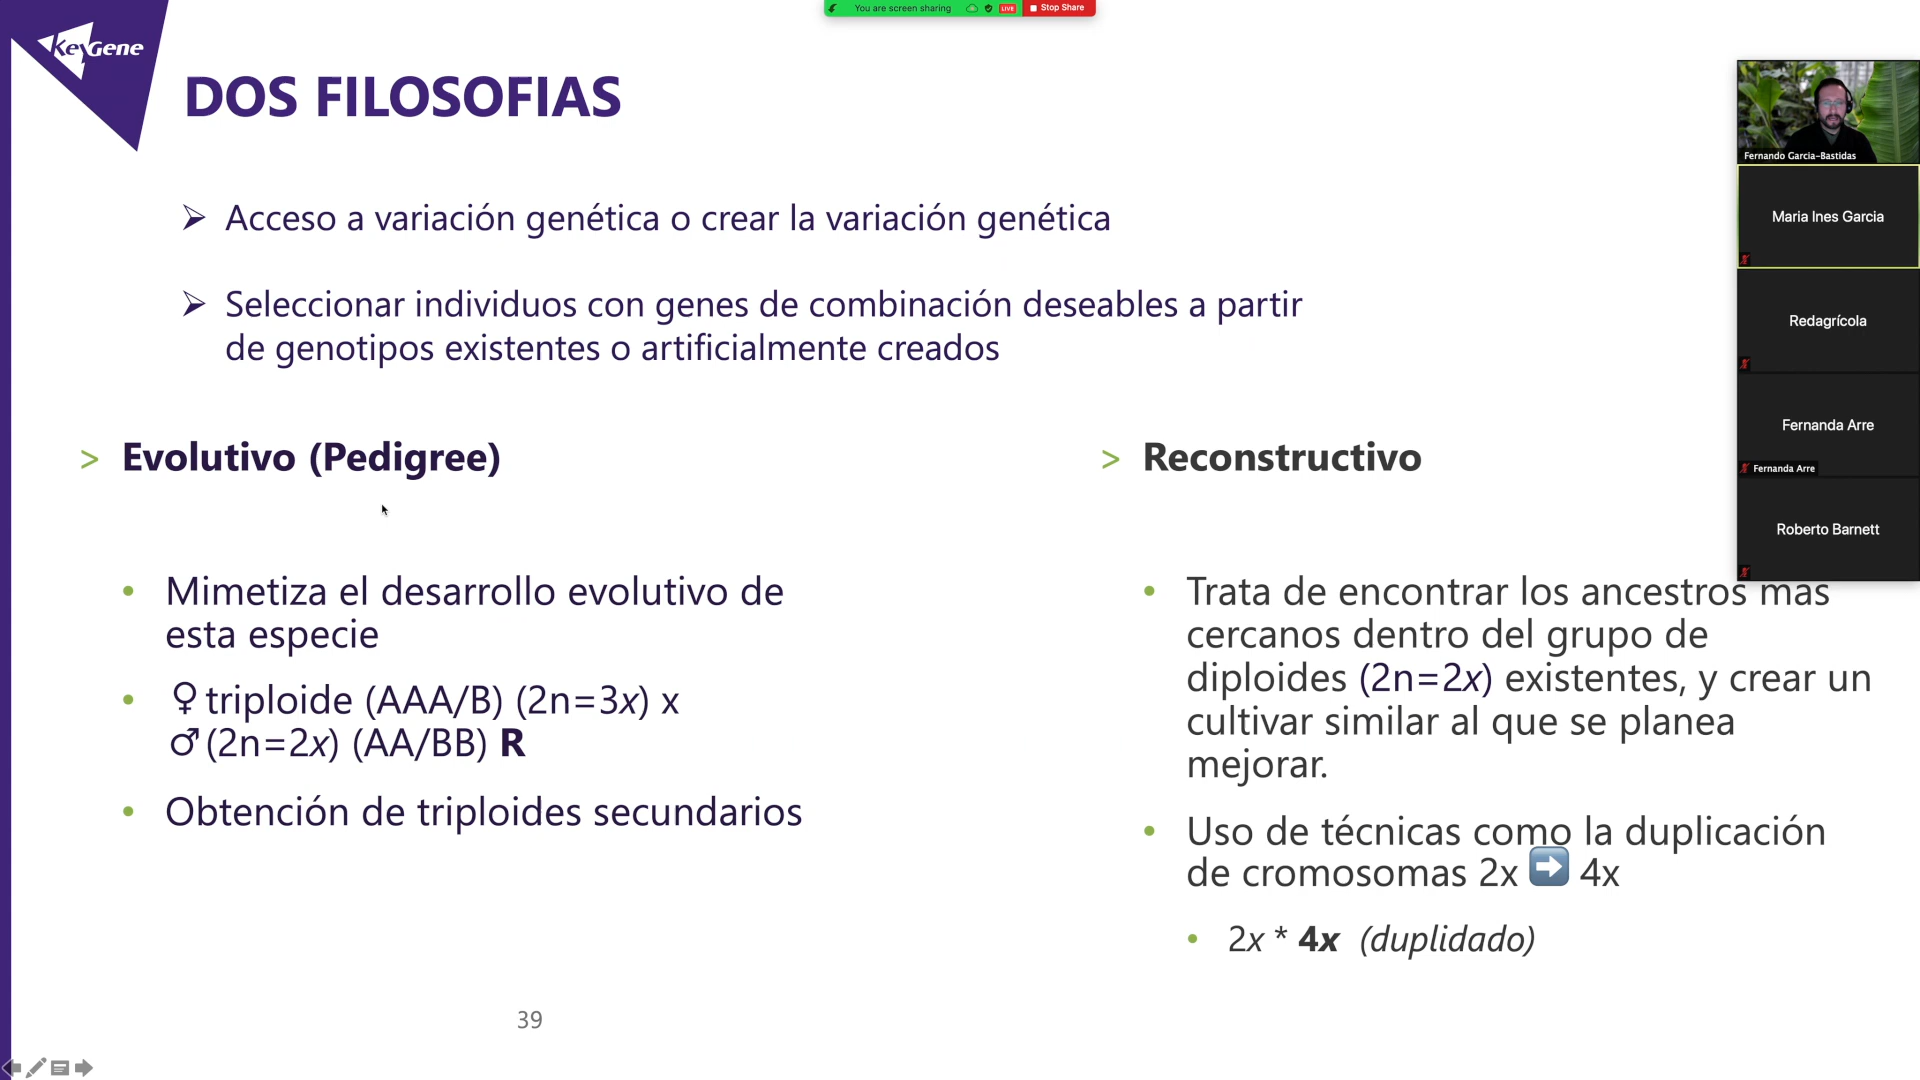 You are screen sharing LIVE Stop Share
KeyGene
DOS FILOSOFIAS
➢ Acceso a variación genética o crear la variación genética
➢ Seleccionar individuos con genes de combinación deseables a partir
de genotipos existentes o artificialmente creados
> Evolutivo (Pedigree)
• Mimetiza el desarrollo evolutivo de
esta especie
• ♀triploide (AAA/B) (2n=3x) x
♂(2n=2x) (AA/BB) R
• Obtención de triploides secundarios
> Reconstructivo
• Trata de encontrar los ancestros mas
cercanos dentro del grupo de
diploides (2n=2x) existentes, y crear un
cultivar similar al que se planea
mejorar.
• Uso de técnicas como la duplicación
de cromosomas 2x ➡ 4x
• 2x * 4x (duplidado)
39
Fernando Garcia-Bastidas
Maria Ines Garcia
Redagrícola
Fernanda Arre
Fernanda Arre
Roberto Barnett